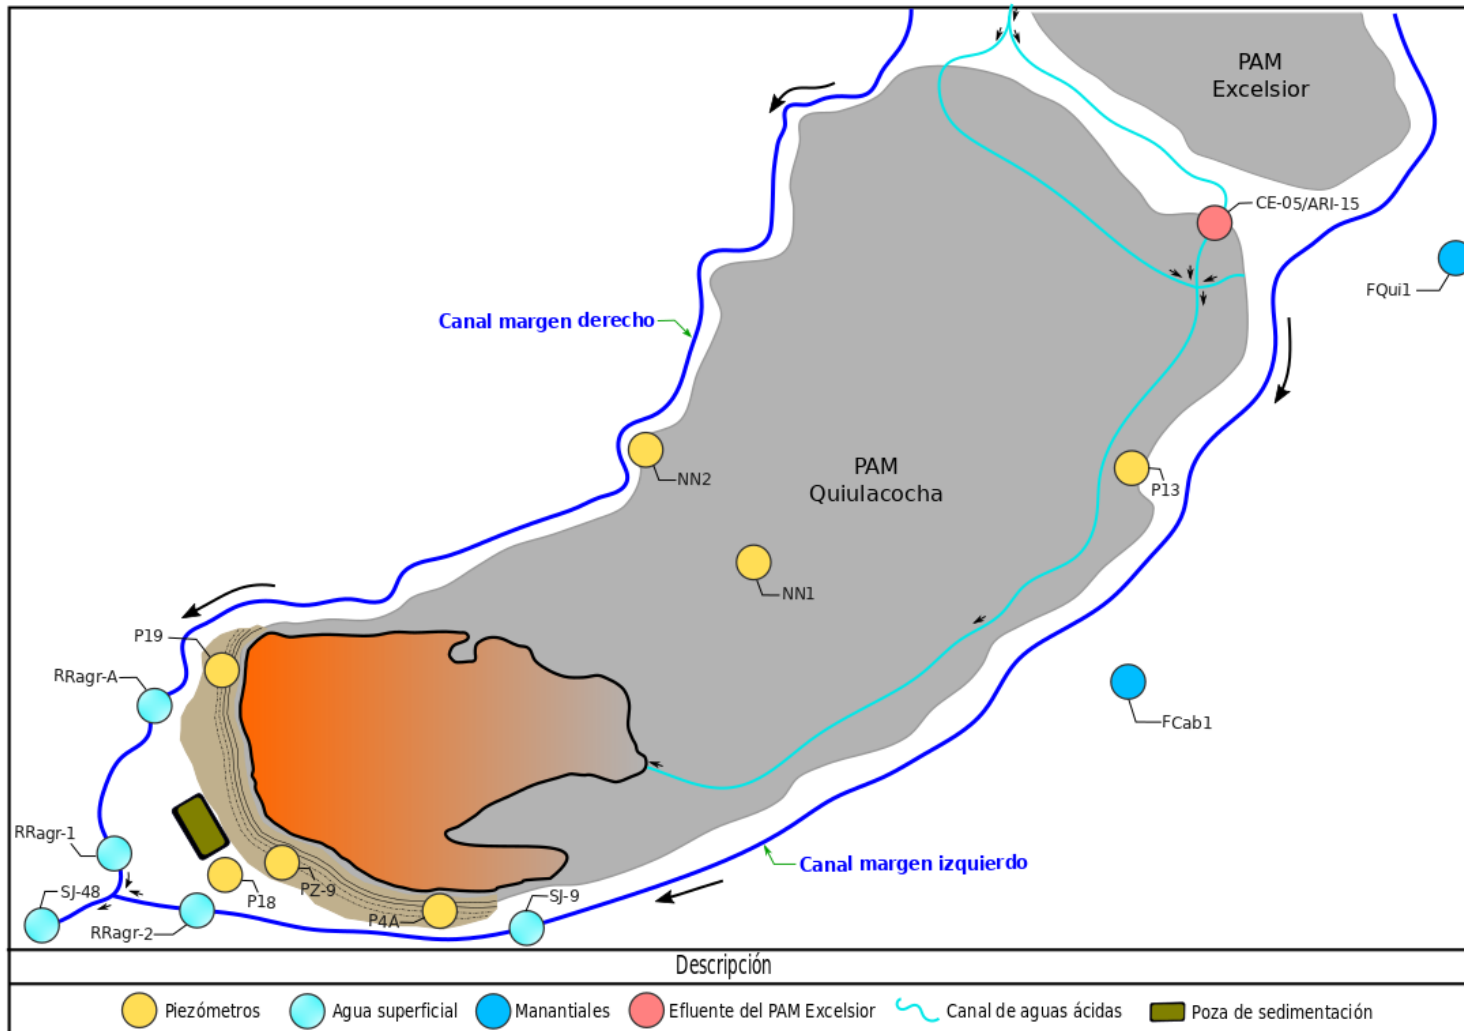 PAM
Excelsior
CE-05/ARI-15
FQui1
Canal margen derecho
NN2
PAM
Quiulacocha
P13
NN1
P19
RRagr-A
FCab1
RRagr-1
Canal margen izquierdo
SJ-48
P18
PZ-9
SJ-9
P4A
RRagr-2
Descripción
Piezómetros
Agua superficial
Manantiales
Efluente del PAM Excelsior
Canal de aguas ácidas
Poza de sedimentación